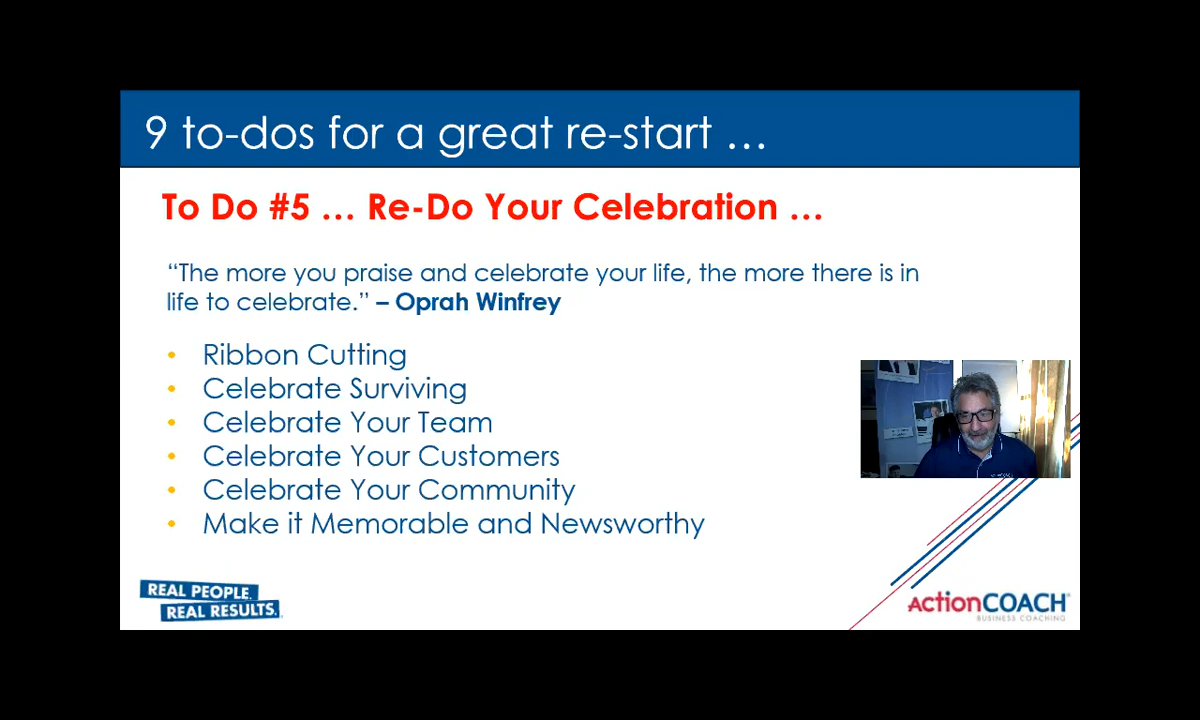 9 to-dos for a great re-start …
To Do #5 … Re-Do Your Celebration …
“The more you praise and celebrate your life, the more there is in
life to celebrate.” – Oprah Winfrey
• Ribbon Cutting
• Celebrate Surviving
• Celebrate Your Team
• Celebrate Your Customers
• Celebrate Your Community
• Make it Memorable and Newsworthy
REAL PEOPLE.
REAL RESULTS.
ActionCOACH®
BUSINESS COACHING